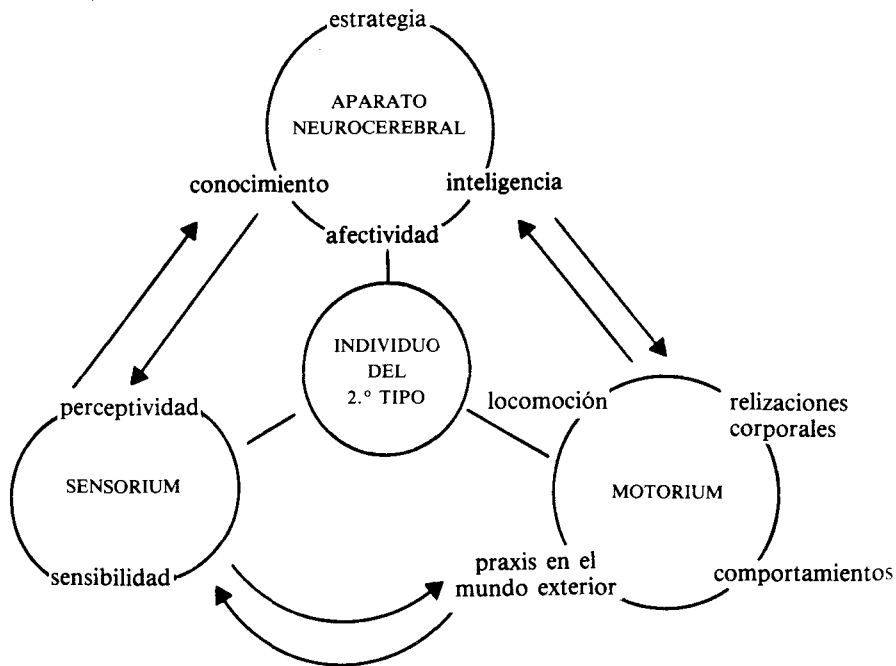 estrategia
APARATO
NEUROCEREBRAL
conocimiento
inteligencia
afectividad
INDIVIDUO
DEL
2.º TIPO
perceptividad
locomoción
relizaciones
corporales
SENSORIUM
MOTORIUM
sensibilidad
praxis en el
mundo exterior
comportamientos